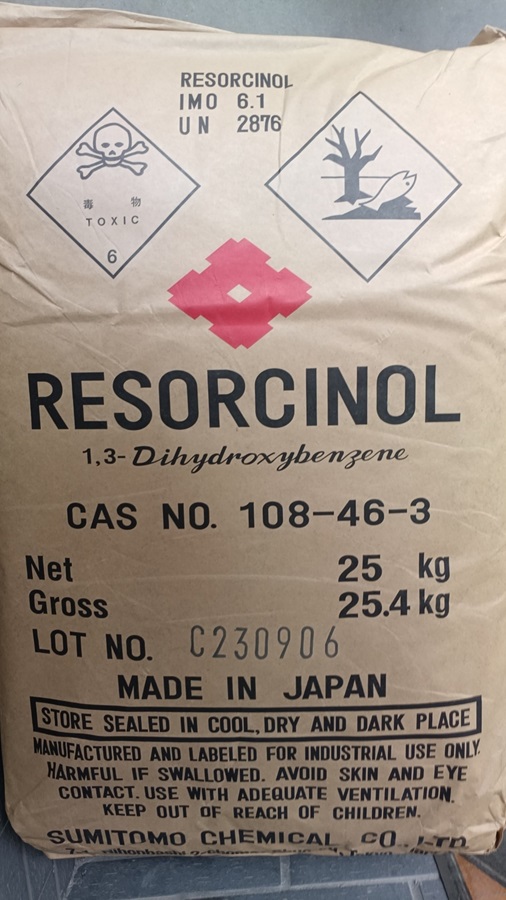 RESORCINOL
IMO 6.1
UN 2876
毒 物
TOXIC
6
RESORCINOL
1,3-Dihydroxybenzene
CAS NO. 108-46-3
Net 25 kg
Gross 25.4 kg
LOT NO. C230906
MADE IN JAPAN
STORE SEALED IN COOL, DRY AND DARK PLACE
MANUFACTURED AND LABELED FOR INDUSTRIAL USE ONLY.
HARMFUL IF SWALLOWED. AVOID SKIN AND EYE
CONTACT. USE WITH ADEQUATE VENTILATION.
KEEP OUT OF REACH OF CHILDREN.
SUMITOMO CHEMICAL CO., LTD.